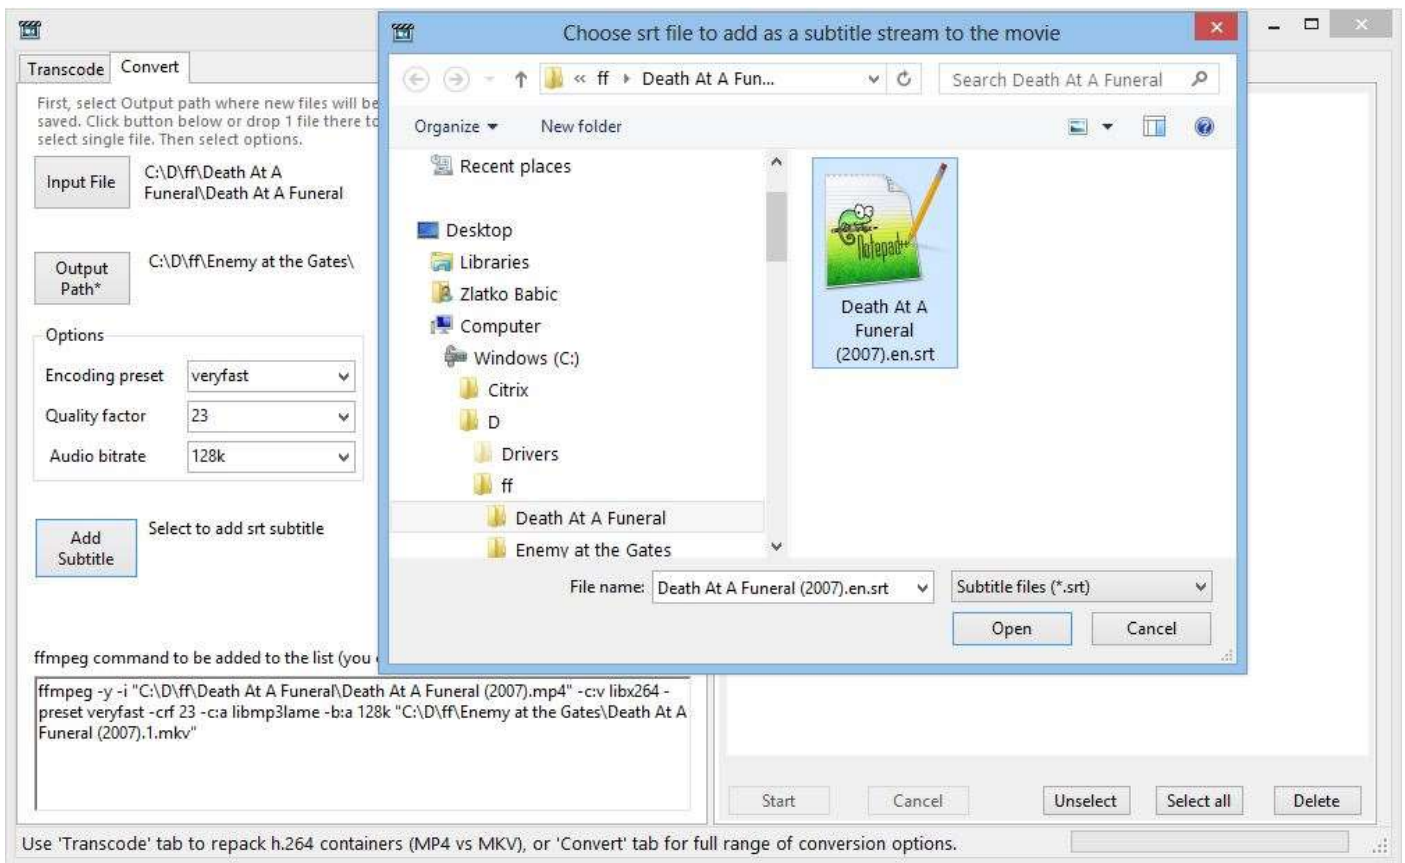 Choose srt file to add as a subtitle stream to the movie
Transcode Convert
First, select Output path where new files will be
saved. Click button below or drop 1 file there to
select single file. Then select options.
Input File
C:\D\ff\Death At A
Funeral\Death At A Funeral
Output
Path*
C:\D\ff\Enemy at the Gates\
Options
Encoding preset veryfast
Quality factor 23
Audio bitrate 128k
Add
Subtitle
Select to add srt subtitle
« ff Death At A Fun...
Search Death At A Funeral
Organize New folder
Recent places
Desktop
Libraries
Zlatko Babic
Computer
Windows (C:)
Citrix
D
Drivers
ff
Death At A Funeral
Enemy at the Gates
Notepad++
Death At A
Funeral
(2007).en.srt
File name: Death At A Funeral (2007).en.srt
Subtitle files (*.srt)
Open Cancel
ffmpeg command to be added to the list (you
ffmpeg -y -i "C:\D\ff\Death At A Funeral\Death At A Funeral (2007).mp4" -c:v libx264 -
preset veryfast -crf 23 -c:a libmp3lame -b:a 128k "C:\D\ff\Enemy at the Gates\Death At A
Funeral (2007).1.mkv"
Start Cancel Unselect Select all Delete
Use 'Transcode' tab to repack h.264 containers (MP4 vs MKV), or 'Convert' tab for full range of conversion options.